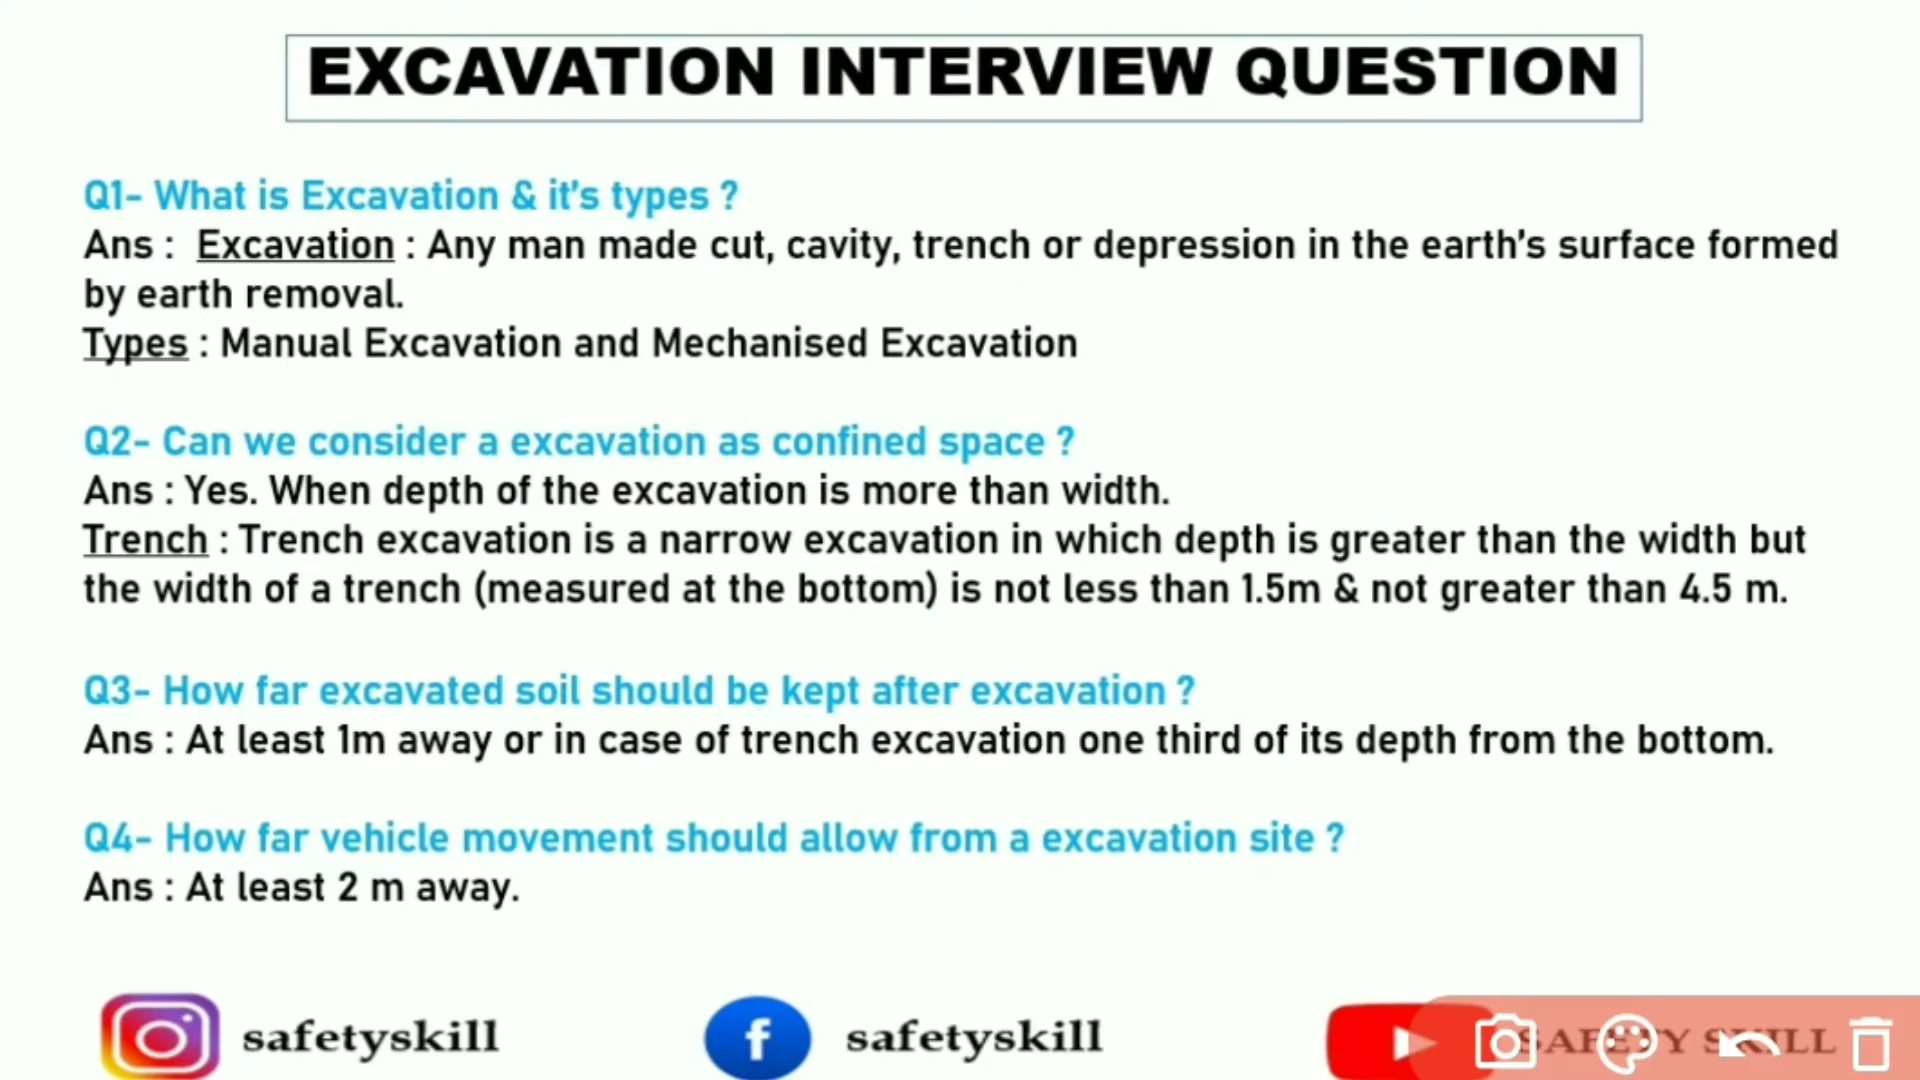 EXCAVATION INTERVIEW QUESTION
Q1- What is Excavation & it's types ?
Ans : Excavation : Any man made cut, cavity, trench or depression in the earth's surface formed
by earth removal.
Types : Manual Excavation and Mechanised Excavation
Q2- Can we consider a excavation as confined space ?
Ans : Yes. When depth of the excavation is more than width.
Trench : Trench excavation is a narrow excavation in which depth is greater than the width but
the width of a trench (measured at the bottom) is not less than 1.5m & not greater than 4.5 m.
Q3- How far excavated soil should be kept after excavation ?
Ans : At least 1m away or in case of trench excavation one third of its depth from the bottom.
Q4- How far vehicle movement should allow from a excavation site ?
Ans : At least 2 m away.
safetyskill
safetyskill
SAFETY SKILL